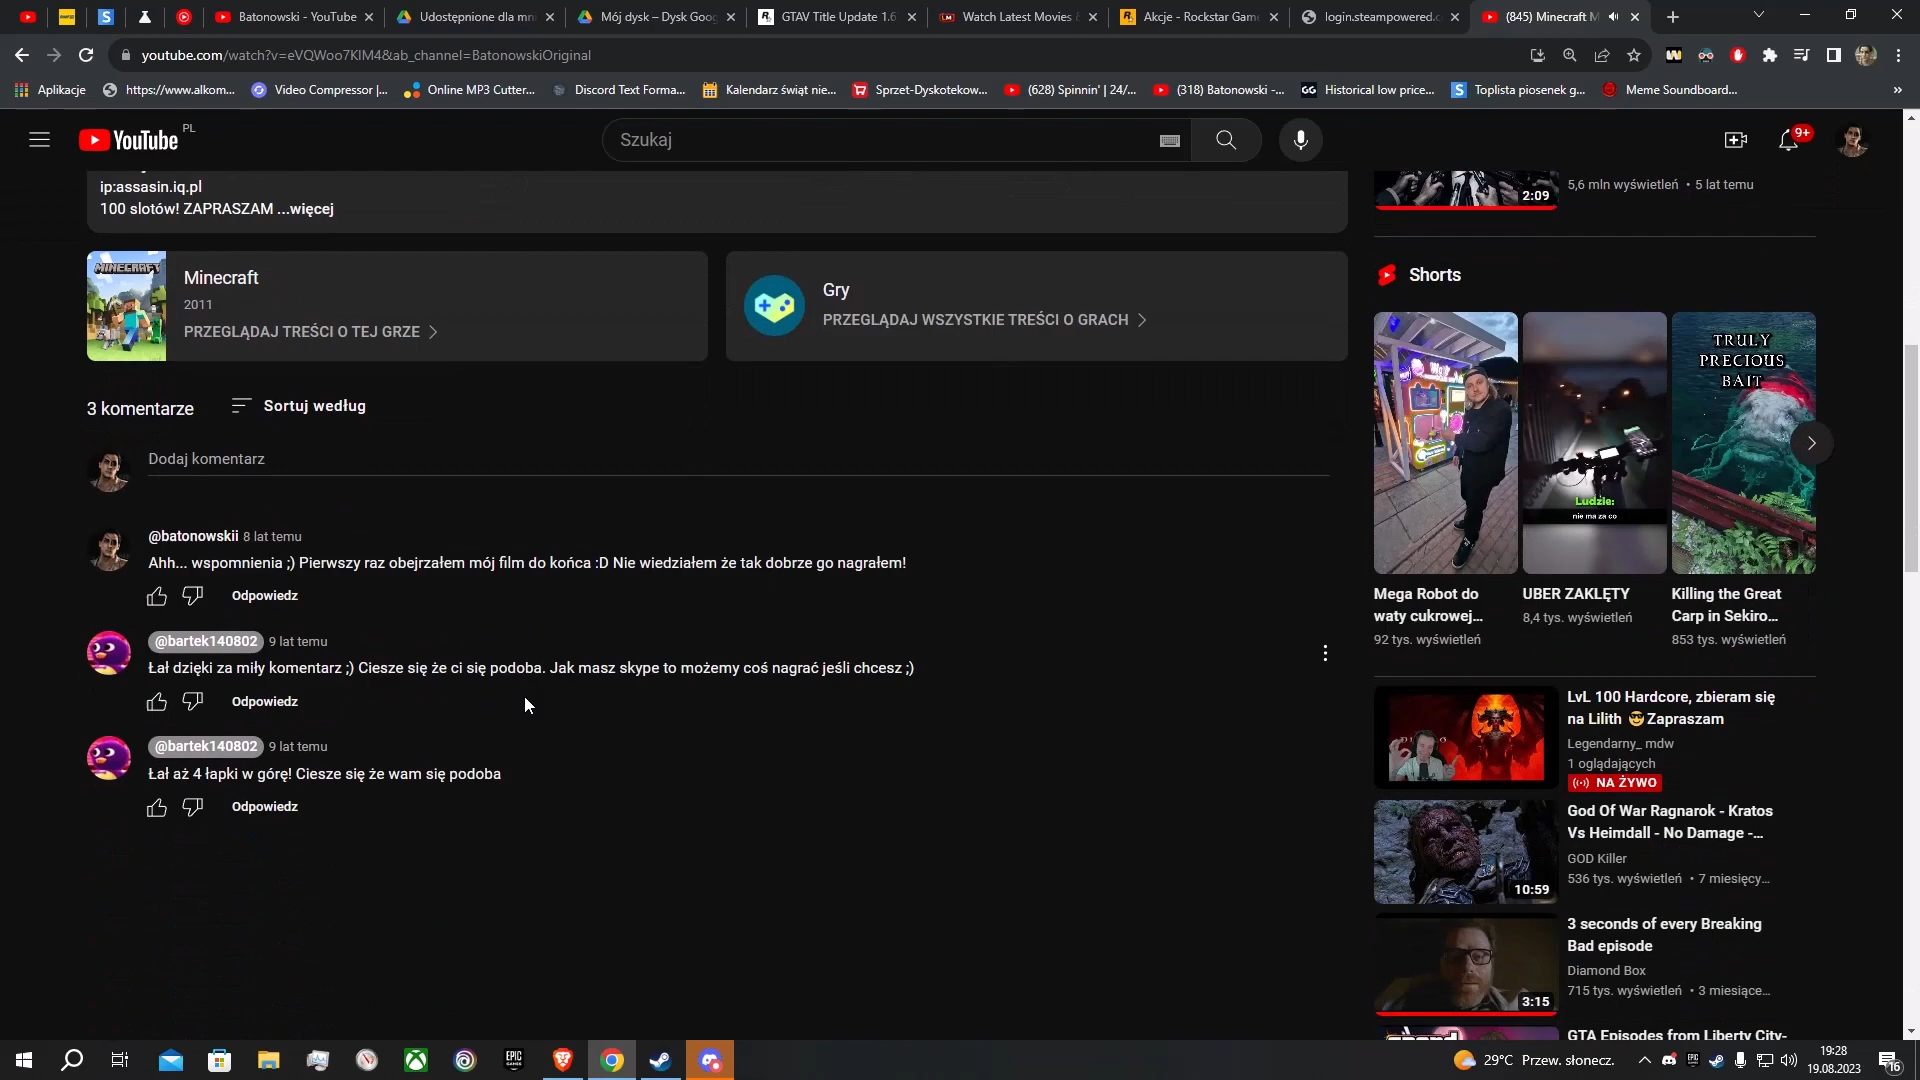 Batonowski - YouTube
Udostępnione dla mn
Mój dysk – Dysk Goog
GTAV Title Update 1.6
Watch Latest Movies
Akcje - Rockstar Gam
login.steampowered.c
(845) Minecraft M
youtube.com/watch?v=eVQWoo7KlM4&ab_channel=BatonowskiOriginal
Aplikacje
https://www.alkom...
Video Compressor |...
Online MP3 Cutter...
Discord Text Forma...
Kalendarz świąt nie...
Sprzet-Dyskotekow...
(628) Spinnin' | 24/...
(318) Batonowski -...
Historical low price...
Toplista piosenek g...
Meme Soundboard...
YouTube PL
Szukaj
9+
ip:assasin.iq.pl
100 slotów! ZAPRASZAM ...więcej
2:09
5,6 mln wyświetleń • 5 lat temu
MINECRAFT
Minecraft
2011
PRZEGLĄDAJ TREŚCI O TEJ GRZE
Gry
PRZEGLĄDAJ WSZYSTKIE TREŚCI O GRACH
3 komentarze
Sortuj według
Dodaj komentarz
@batonowskii 8 lat temu
Ahh... wspomnienia ;) Pierwszy raz obejrzałem mój film do końca :D Nie wiedziałem że tak dobrze go nagrałem!
Odpowiedz
@bartek140802 9 lat temu
Łał dzięki za miły komentarz ;) Ciesze się że ci się podoba. Jak masz skype to możemy coś nagrać jeśli chcesz ;)
Odpowiedz
@bartek140802 9 lat temu
Łał aż 4 łapki w górę! Ciesze się że wam się podoba
Odpowiedz
Shorts
TRULY
PRECIOUS
BAIT
Ludzie:
nie ma za co
Mega Robot do
waty cukrowej...
92 tys. wyświetleń
UBER ZAKLĘTY
8,4 tys. wyświetleń
Killing the Great
Carp in Sekiro...
853 tys. wyświetleń
LvL 100 Hardcore, zbieram się
na Lilith 😎 Zapraszam
Legendarny_ mdw
1 oglądających
NA ŻYWO
God Of War Ragnarok - Kratos
Vs Heimdall - No Damage -...
GOD Killer
536 tys. wyświetleń • 7 miesięcy...
10:59
3 seconds of every Breaking
Bad episode
Diamond Box
715 tys. wyświetleń • 3 miesiące...
3:15
GTA Episodes from Liberty City-
EPIC
GAMES
29°C Przew. słonecz.
19:28
19.08.2023
16